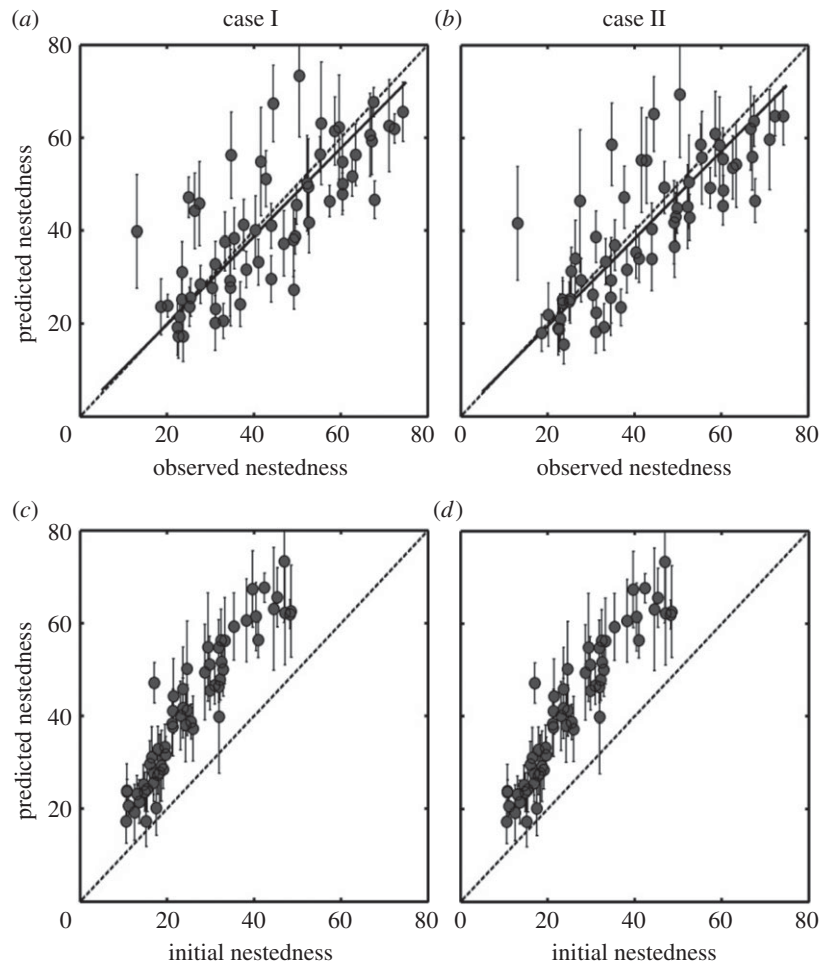 (a) case I
(b) case II
80
60
40
20
0
predicted nestedness
20 40 60 80
observed nestedness
0 20 40 60 80
observed nestedness
(c)
(d)
80
60
40
20
0
predicted nestedness
20 40 60 80
initial nestedness
0 20 40 60 80
initial nestedness